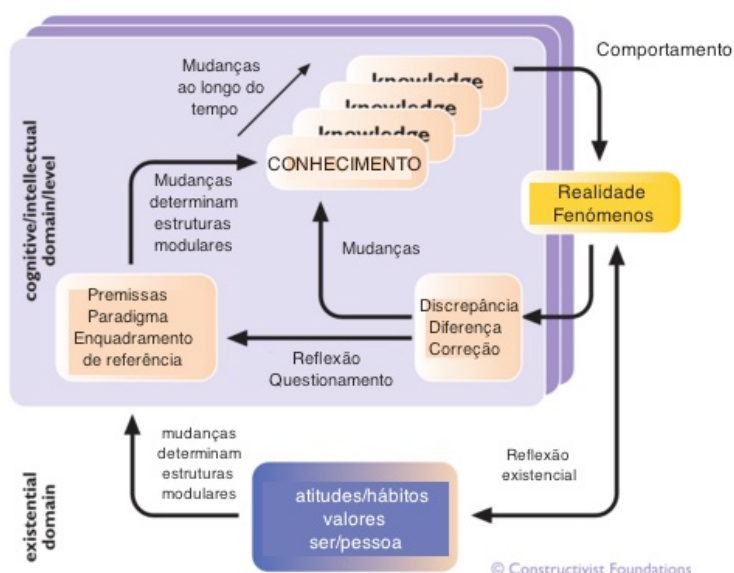 Mudanças
ao longo do
tempo
Comportamento
knowledge
knowledge
knowledge
CONHECIMENTO
Mudanças
determinam
estruturas
modulares
Realidade
Fenómenos
Mudanças
cognitive/intellectual
domain/level
Premissas
Paradigma
Enquadramento
de referência
Discrepância
Diferença
Correção
Reflexão
Questionamento
mudanças
determinam
estruturas
modulares
Reflexão
existencial
existential
domain
atitudes/hábitos
valores
ser/pessoa
© Constructivist Foundations